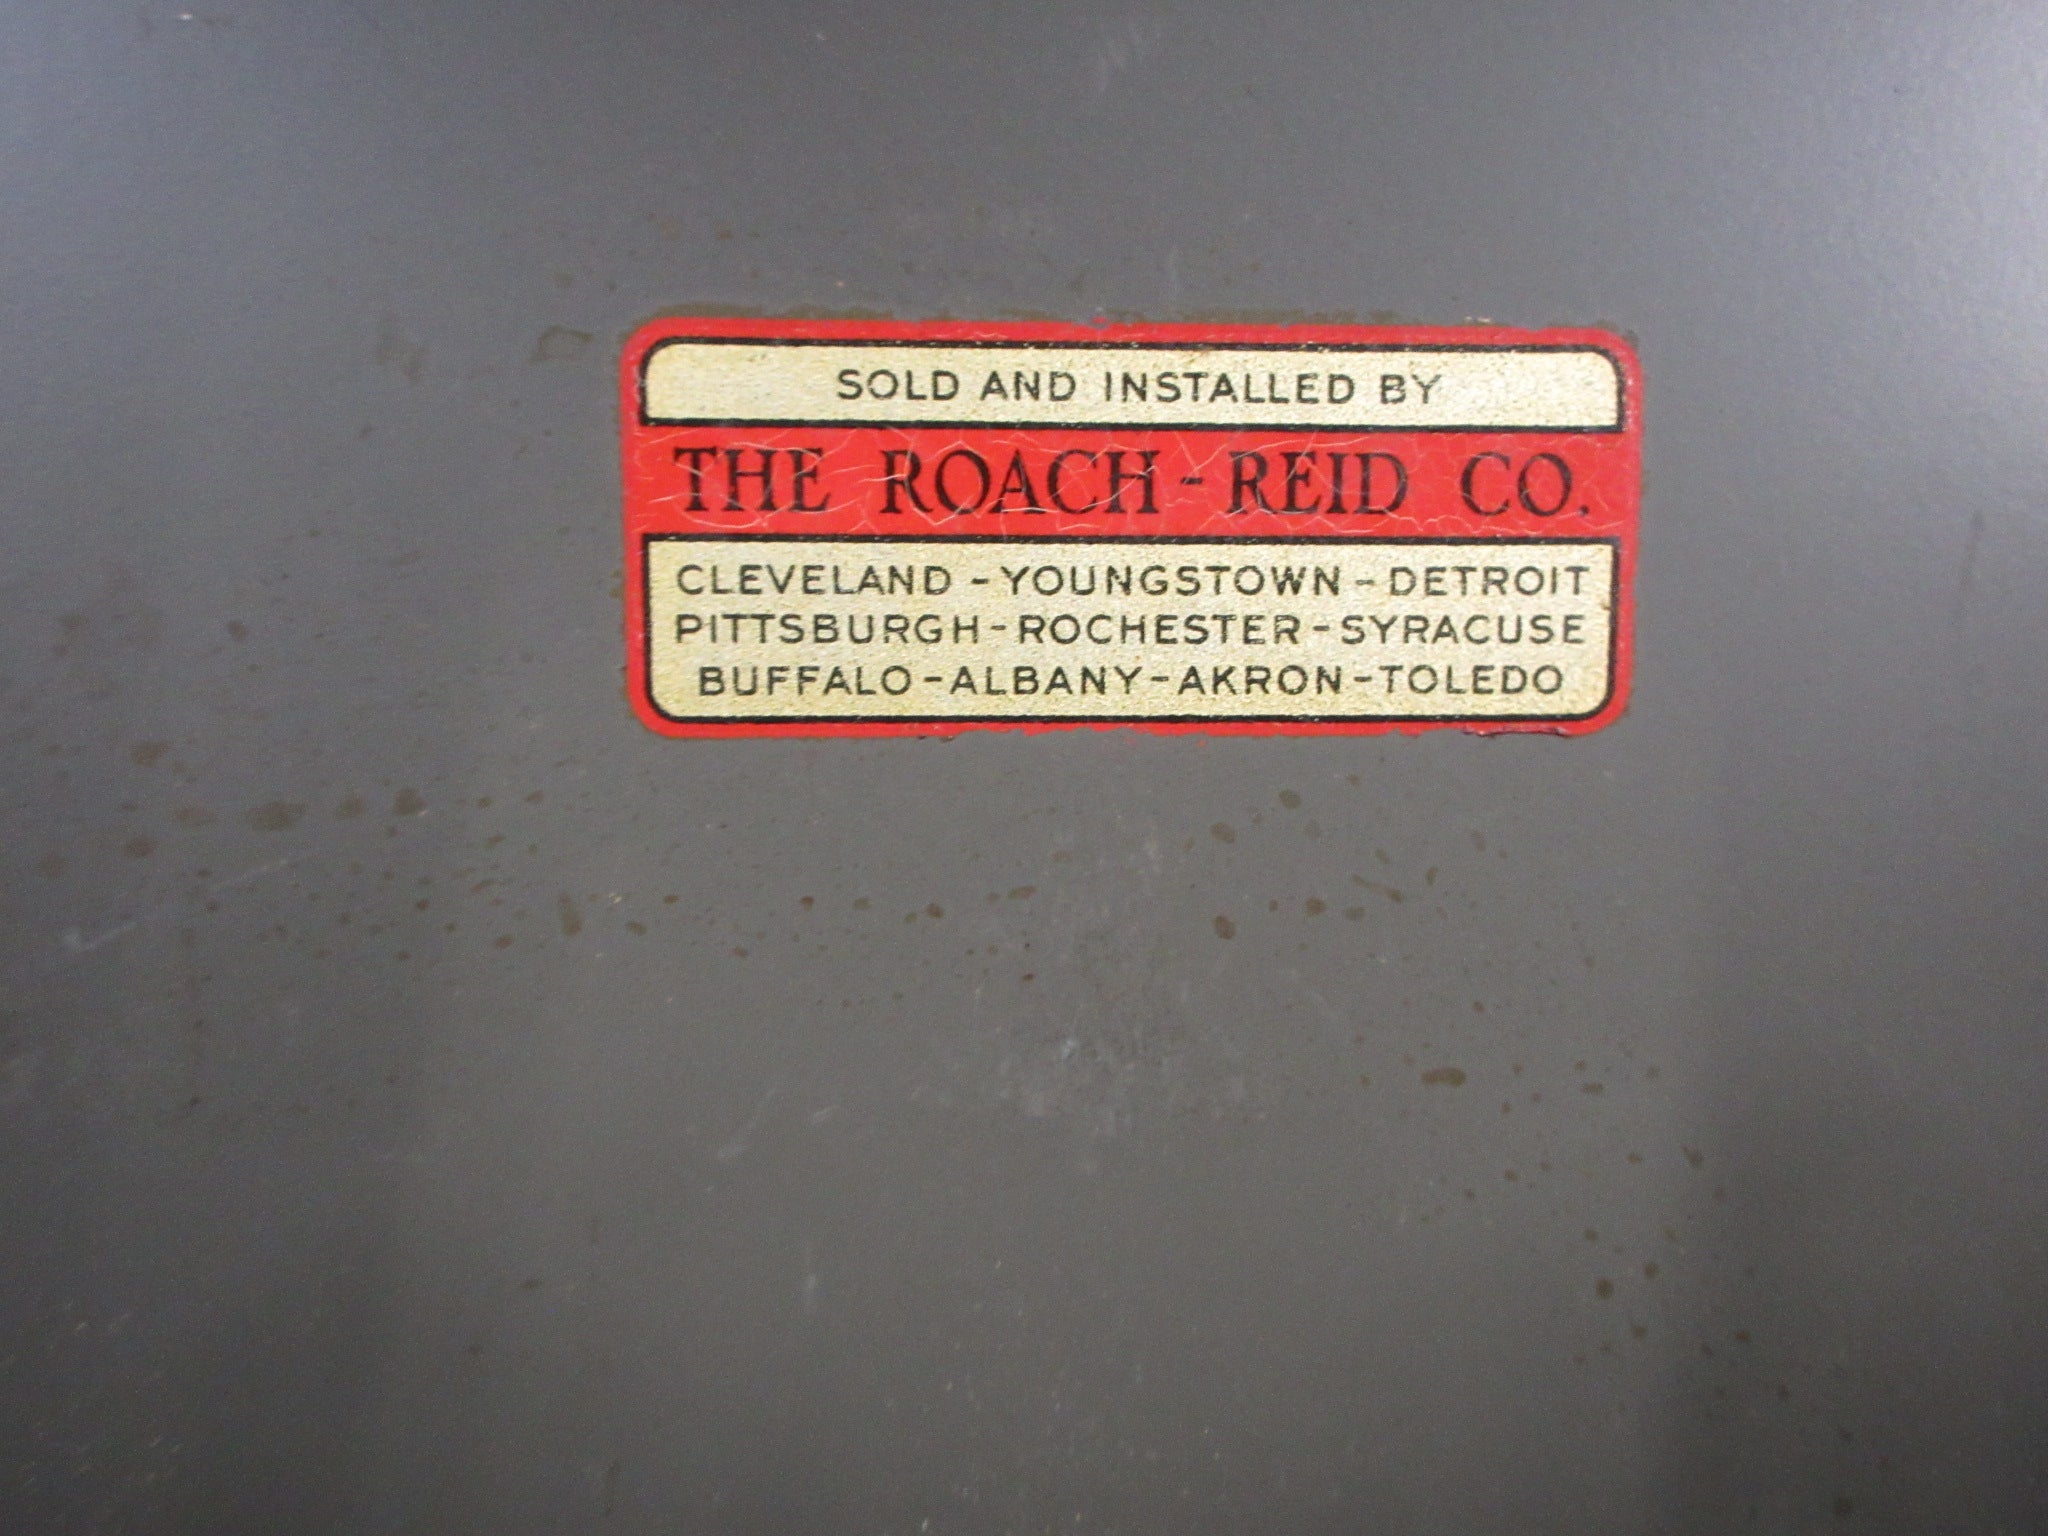 SOLD AND INSTALLED BY
THE ROACH-REID CO.
CLEVELAND-YOUNGSTOWN-DETROIT
PITTSBURGH-ROCHESTER-SYRACUSE
BUFFALO-ALBANY-AKRON-TOLEDO